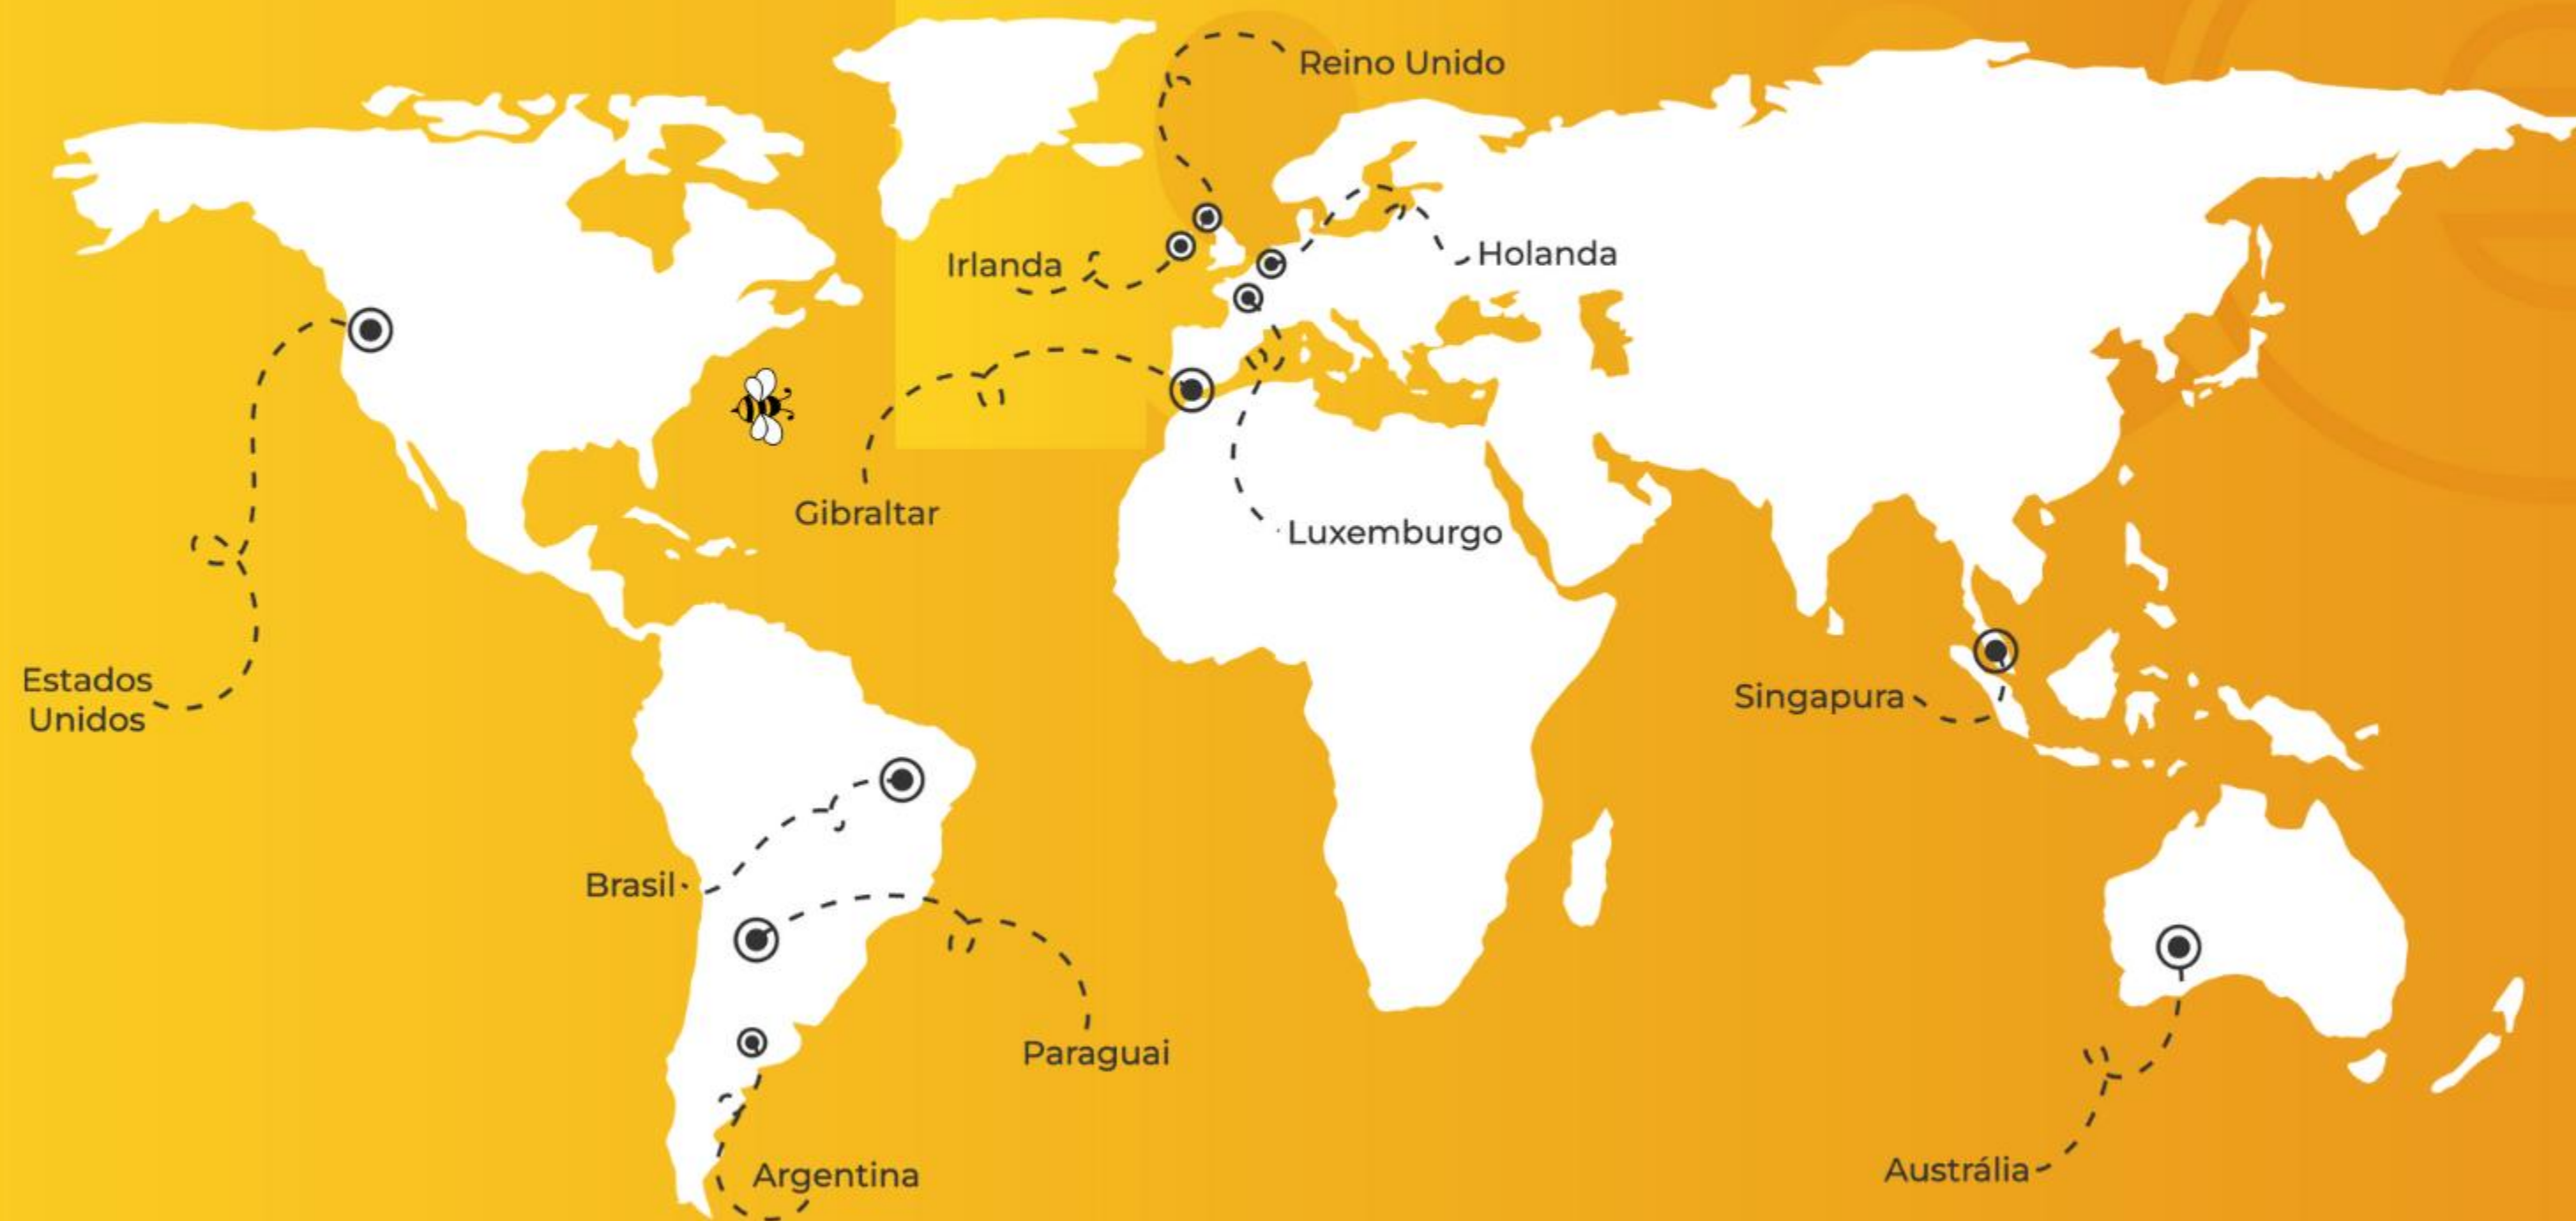 Reino Unido
Irlanda
Holanda
Gibraltar
Luxemburgo
Estados
Unidos
Singapura
Brasil
Paraguai
Argentina
Austrália